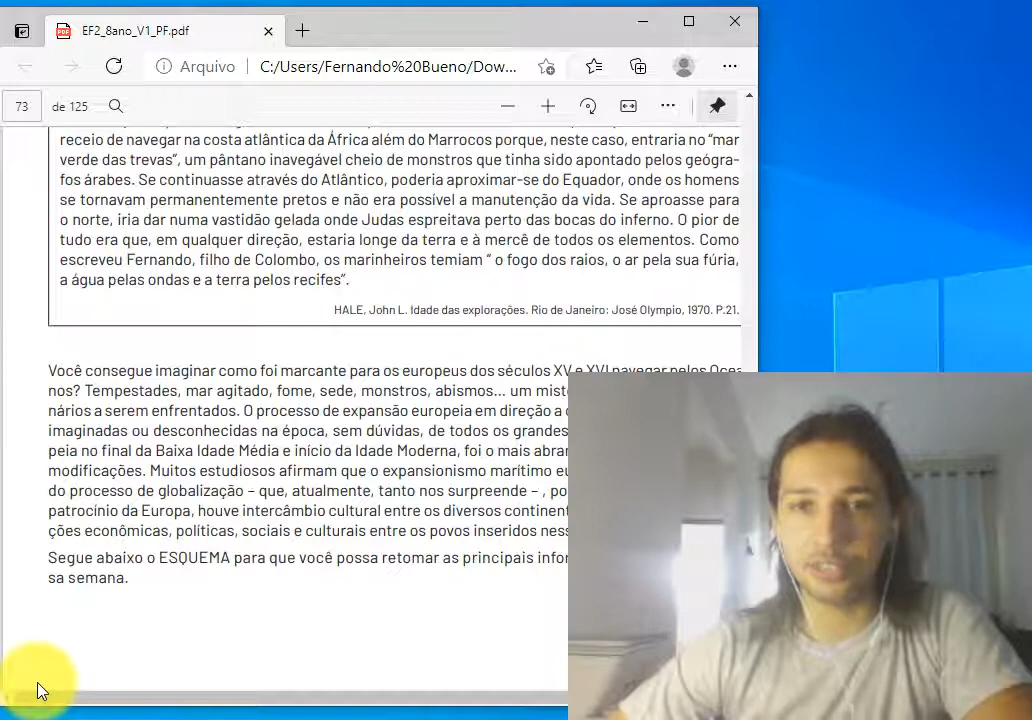 EF2_8ano_V1_PF.pdf
Arquivo C:/Users/Fernando%20Bueno/Dow...
73 de 125
receio de navegar na costa atlântica da África além do Marrocos porque, neste caso, entraria no “mar
verde das trevas”, um pântano inavegável cheio de monstros que tinha sido apontado pelos geógra-
fos árabes. Se continuasse através do Atlântico, poderia aproximar-se do Equador, onde os homens
se tornavam permanentemente pretos e não era possível a manutenção da vida. Se aproasse para
o norte, iria dar numa vastidão gelada onde Judas espreitava perto das bocas do inferno. O pior de
tudo era que, em qualquer direção, estaria longe da terra e à mercê de todos os elementos. Como
escreveu Fernando, filho de Colombo, os marinheiros temiam “ o fogo dos raios, o ar pela sua fúria,
a água pelas ondas e a terra pelos recifes”.
HALE, John L. Idade das explorações. Rio de Janeiro: José Olympio, 1970. P.21.
Você consegue imaginar como foi marcante para os europeus dos séculos XV e XVI navegar pelos Ocea
nos? Tempestades, mar agitado, fome, sede, monstros, abismos... um mist
nários a serem enfrentados. O processo de expansão europeia em direção a
imaginadas ou desconhecidas na época, sem dúvidas, de todos os grandes
peia no final da Baixa Idade Média e início da Idade Moderna, foi o mais abra
modificações. Muitos estudiosos afirmam que o expansionismo marítimo eu
do processo de globalização – que, atualmente, tanto nos surpreende – , po
patrocínio da Europa, houve intercâmbio cultural entre os diversos continent
ções econômicas, políticas, sociais e culturais entre os povos inseridos ness
Segue abaixo o ESQUEMA para que você possa retomar as principais infor
sa semana.